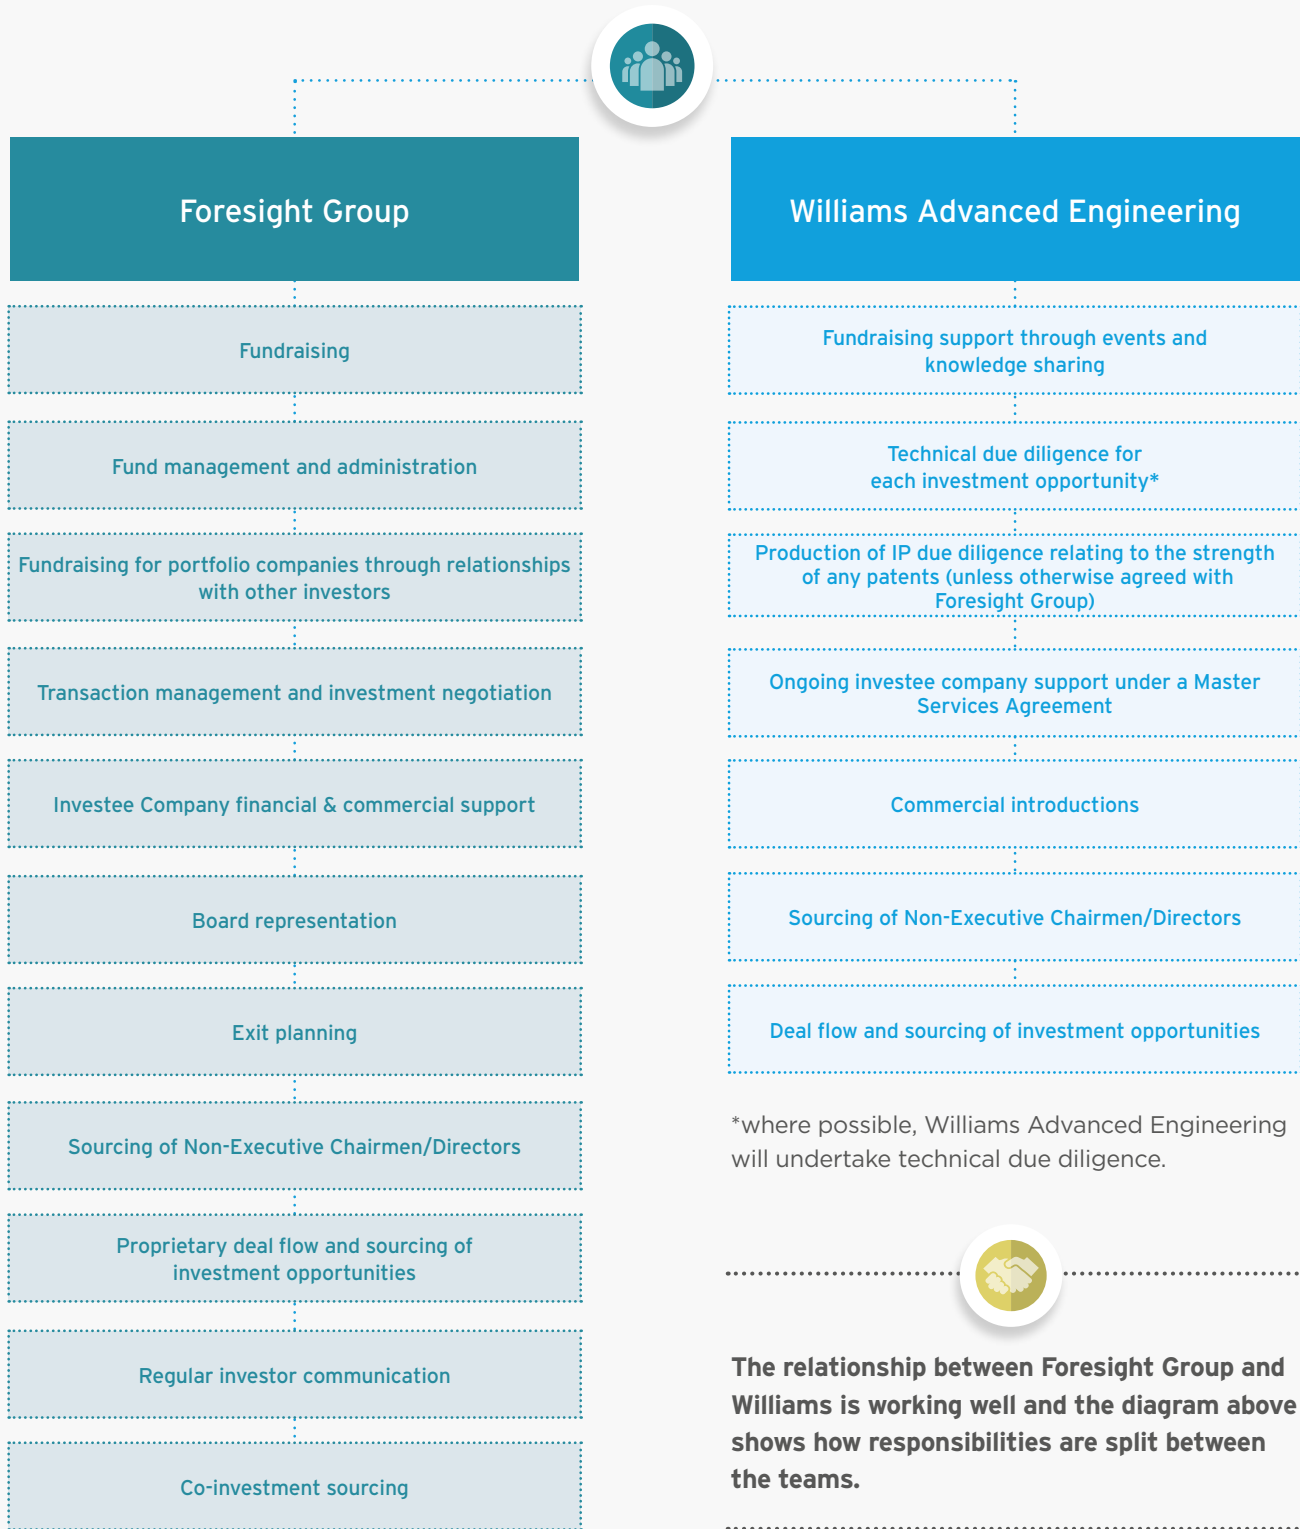 Foresight Group
Fundraising
Fund management and administration
Fundraising for portfolio companies through relationships
with other investors
Transaction management and investment negotiation
Investee Company financial & commercial support
Board representation
Exit planning
Sourcing of Non-Executive Chairmen/Directors
Proprietary deal flow and sourcing of
investment opportunities
Regular investor communication
Co-investment sourcing
Williams Advanced Engineering
Fundraising support through events and
knowledge sharing
Technical due diligence for
each investment opportunity*
Production of IP due diligence relating to the strength
of any patents (unless otherwise agreed with
Foresight Group)
Ongoing investee company support under a Master
Services Agreement
Commercial introductions
Sourcing of Non-Executive Chairmen/Directors
Deal flow and sourcing of investment opportunities
*where possible, Williams Advanced Engineering
will undertake technical due diligence.
The relationship between Foresight Group and
Williams is working well and the diagram above
shows how responsibilities are split between
the teams.